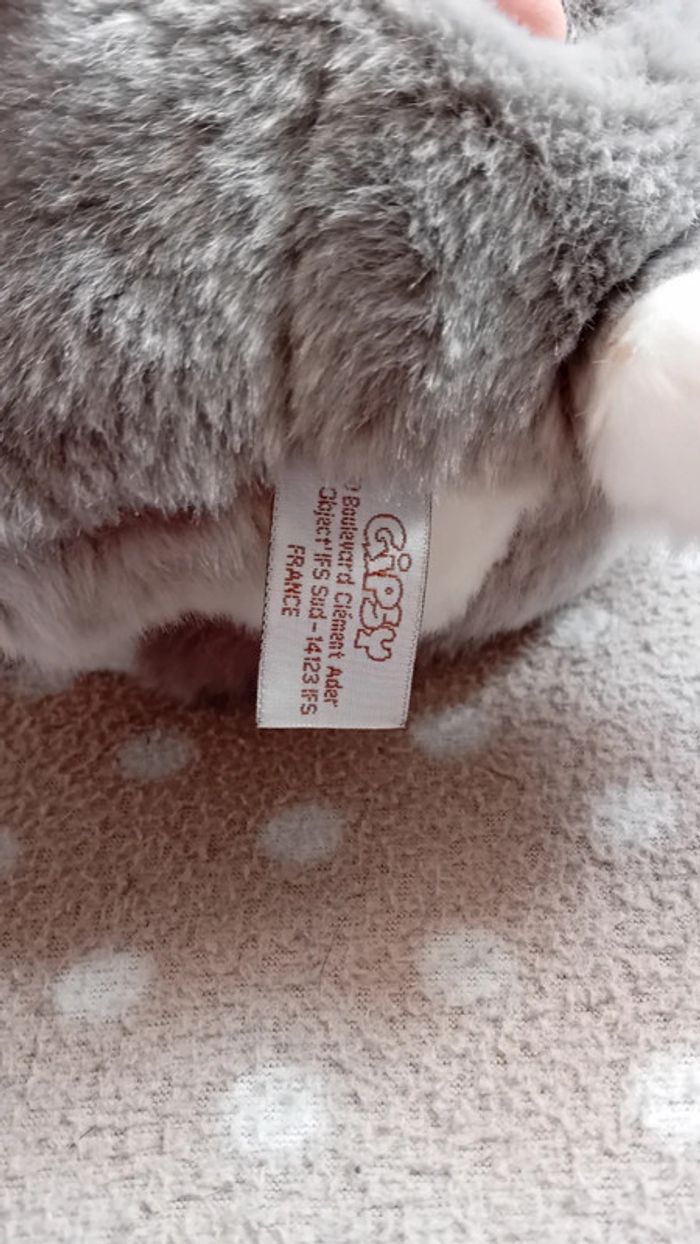 GiPSY
Boulevard Clément Ader
Object'IFS Sud - 14123 IFS
FRANCE